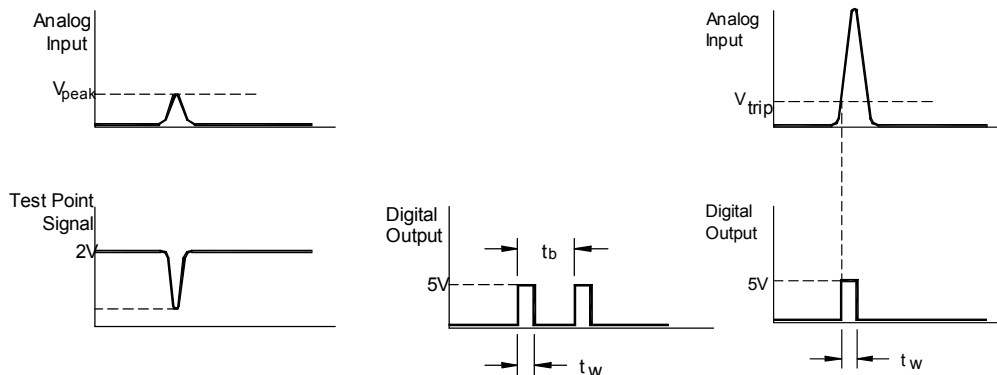 Analog
Input
Vpeak
Test Point
Signal
2V
Digital
Output
5V
tb
tw
Analog
Input
Vtrip
Digital
Output
5V
tw